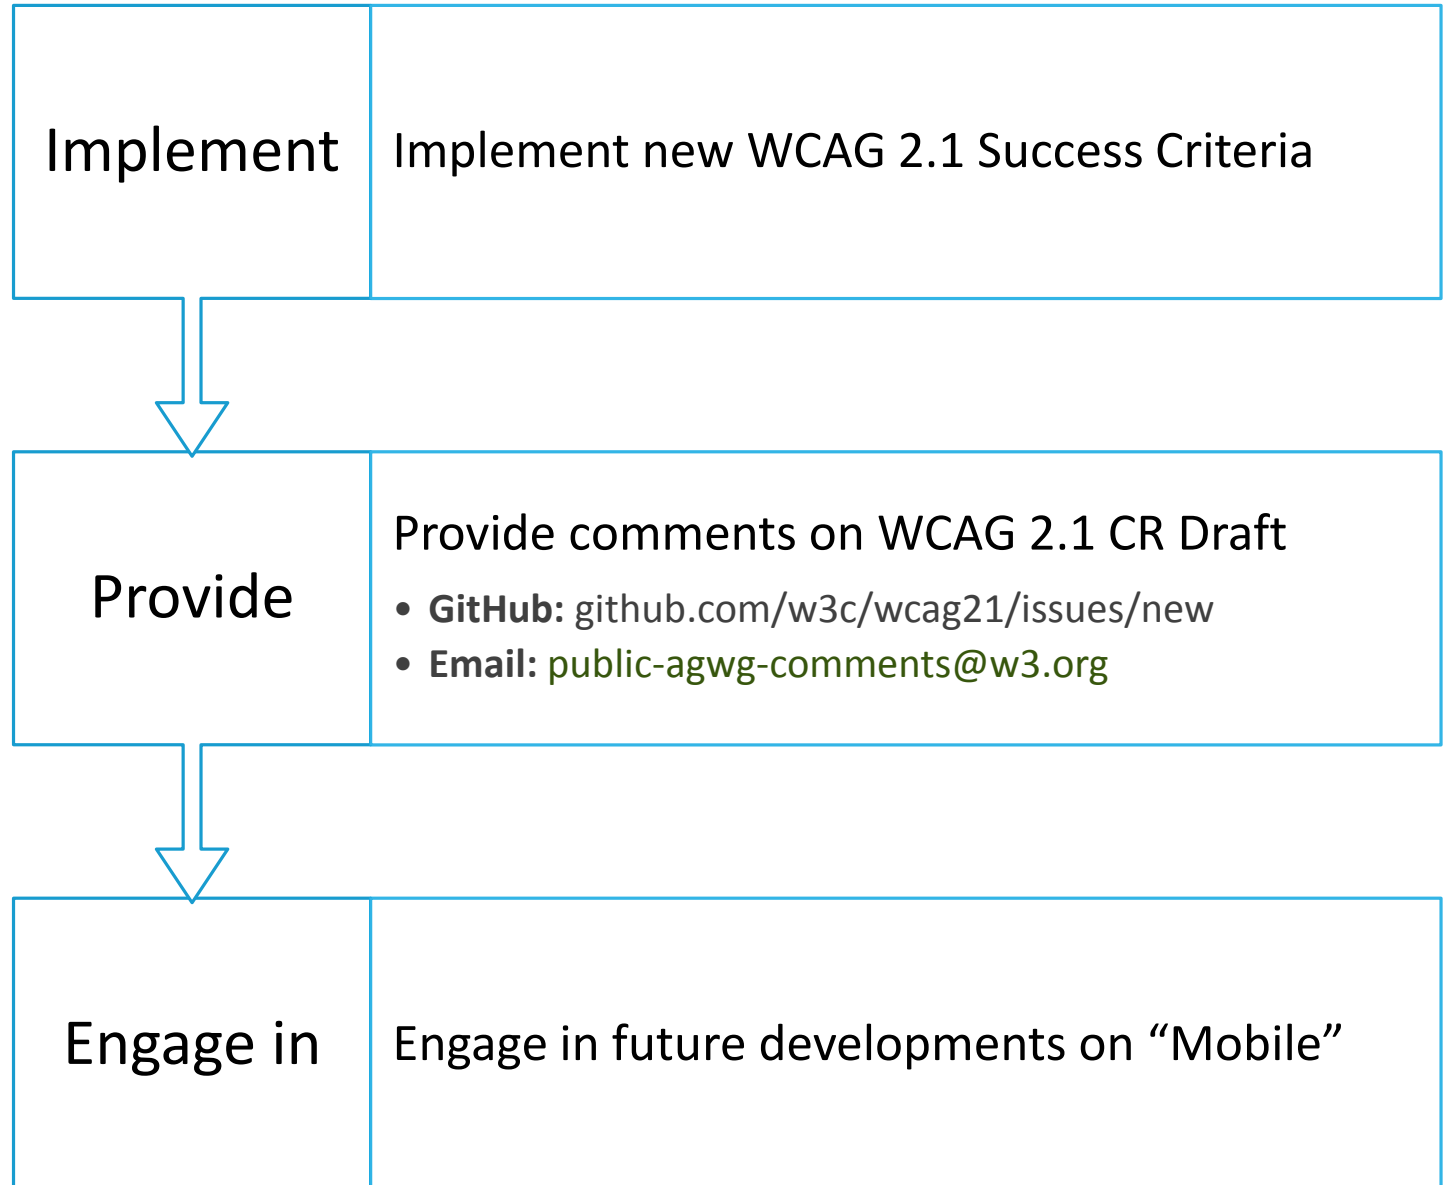 Implement
Implement new WCAG 2.1 Success Criteria
Provide
Provide comments on WCAG 2.1 CR Draft
• GitHub: github.com/w3c/wcag21/issues/new
• Email: public-agwg-comments@w3.org
Engage in
Engage in future developments on “Mobile”